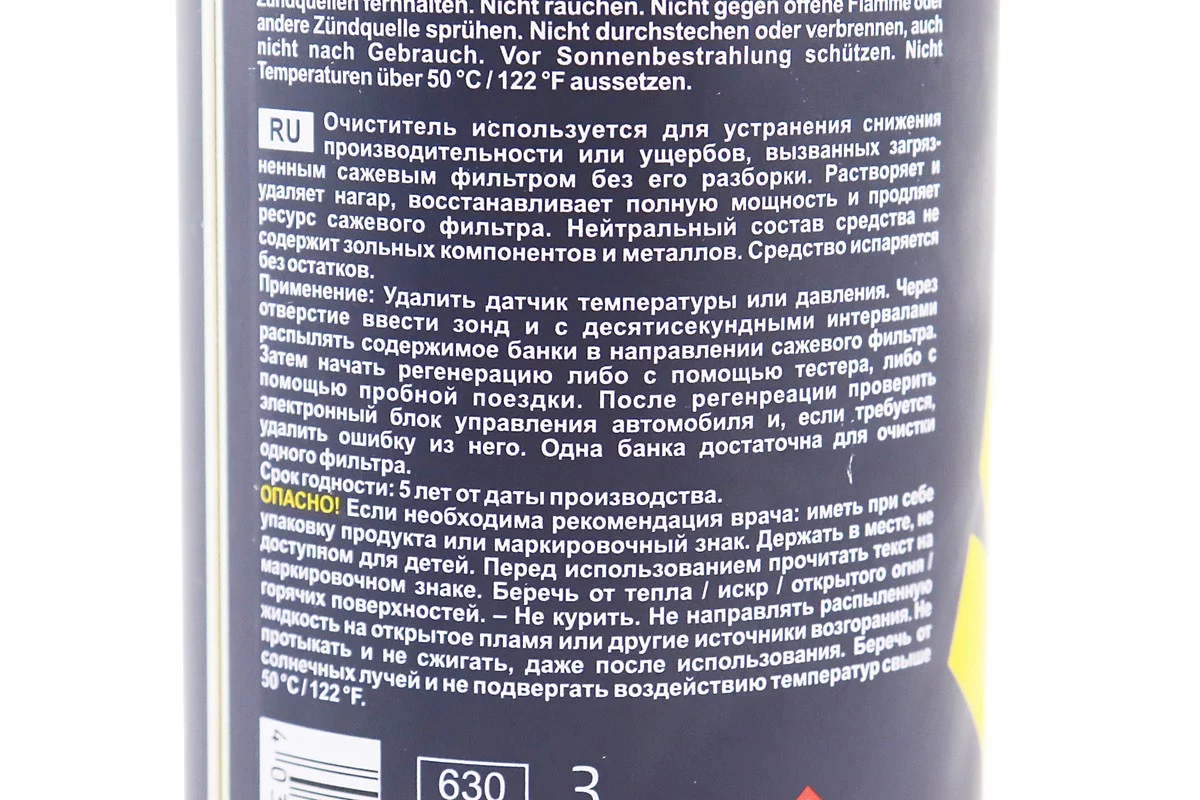 Zündquellen fernhalten. Nicht rauchen. Nicht gegen offene Flamme oder
andere Zündquelle sprühen. Nicht durchstechen oder verbrennen, auch
nicht nach Gebrauch. Vor Sonnenbestrahlung schützen. Nicht
Temperaturen über 50 °C / 122 °F aussetzen.
RU Очиститель используется для устранения снижения
производительности или ущербов, вызванных загряз-
ненным сажевым фильтром без его разборки. Растворяет и
удаляет нагар, восстанавливает полную мощность и продляет
ресурс сажевого фильтра. Нейтральный состав средства не
содержит зольных компонентов и металлов. Средство испаряется
без остатков.
Применение: Удалить датчик температуры или давления. Через
отверстие ввести зонд и с десятисекундными интервалами
распылять содержимое банки в направлении сажевого фильтра.
Затем начать регенерацию либо с помощью тестера, либо с
помощью пробной поездки. После регенреации проверить
электронный блок управления автомобиля и, если требуется,
удалить ошибку из него. Одна банка достаточна для очистки
одного фильтра.
Срок годности: 5 лет от даты производства.
ОПАСНО! Если необходима рекомендация врача: иметь при себе
упаковку продукта или маркировочный знак. Держать в месте, не
доступном для детей. Перед использованием прочитать текст на
маркировочном знаке. Беречь от тепла / искр / открытого огня /
горячих поверхностей. – Не курить. Не направлять распыленную
жидкость на открытое пламя или другие источники возгорания. Не
протыкать и не сжигать, даже после использования. Беречь от
солнечных лучей и не подвергать воздействию температур свыше
50 °C / 122 °F.
630 3